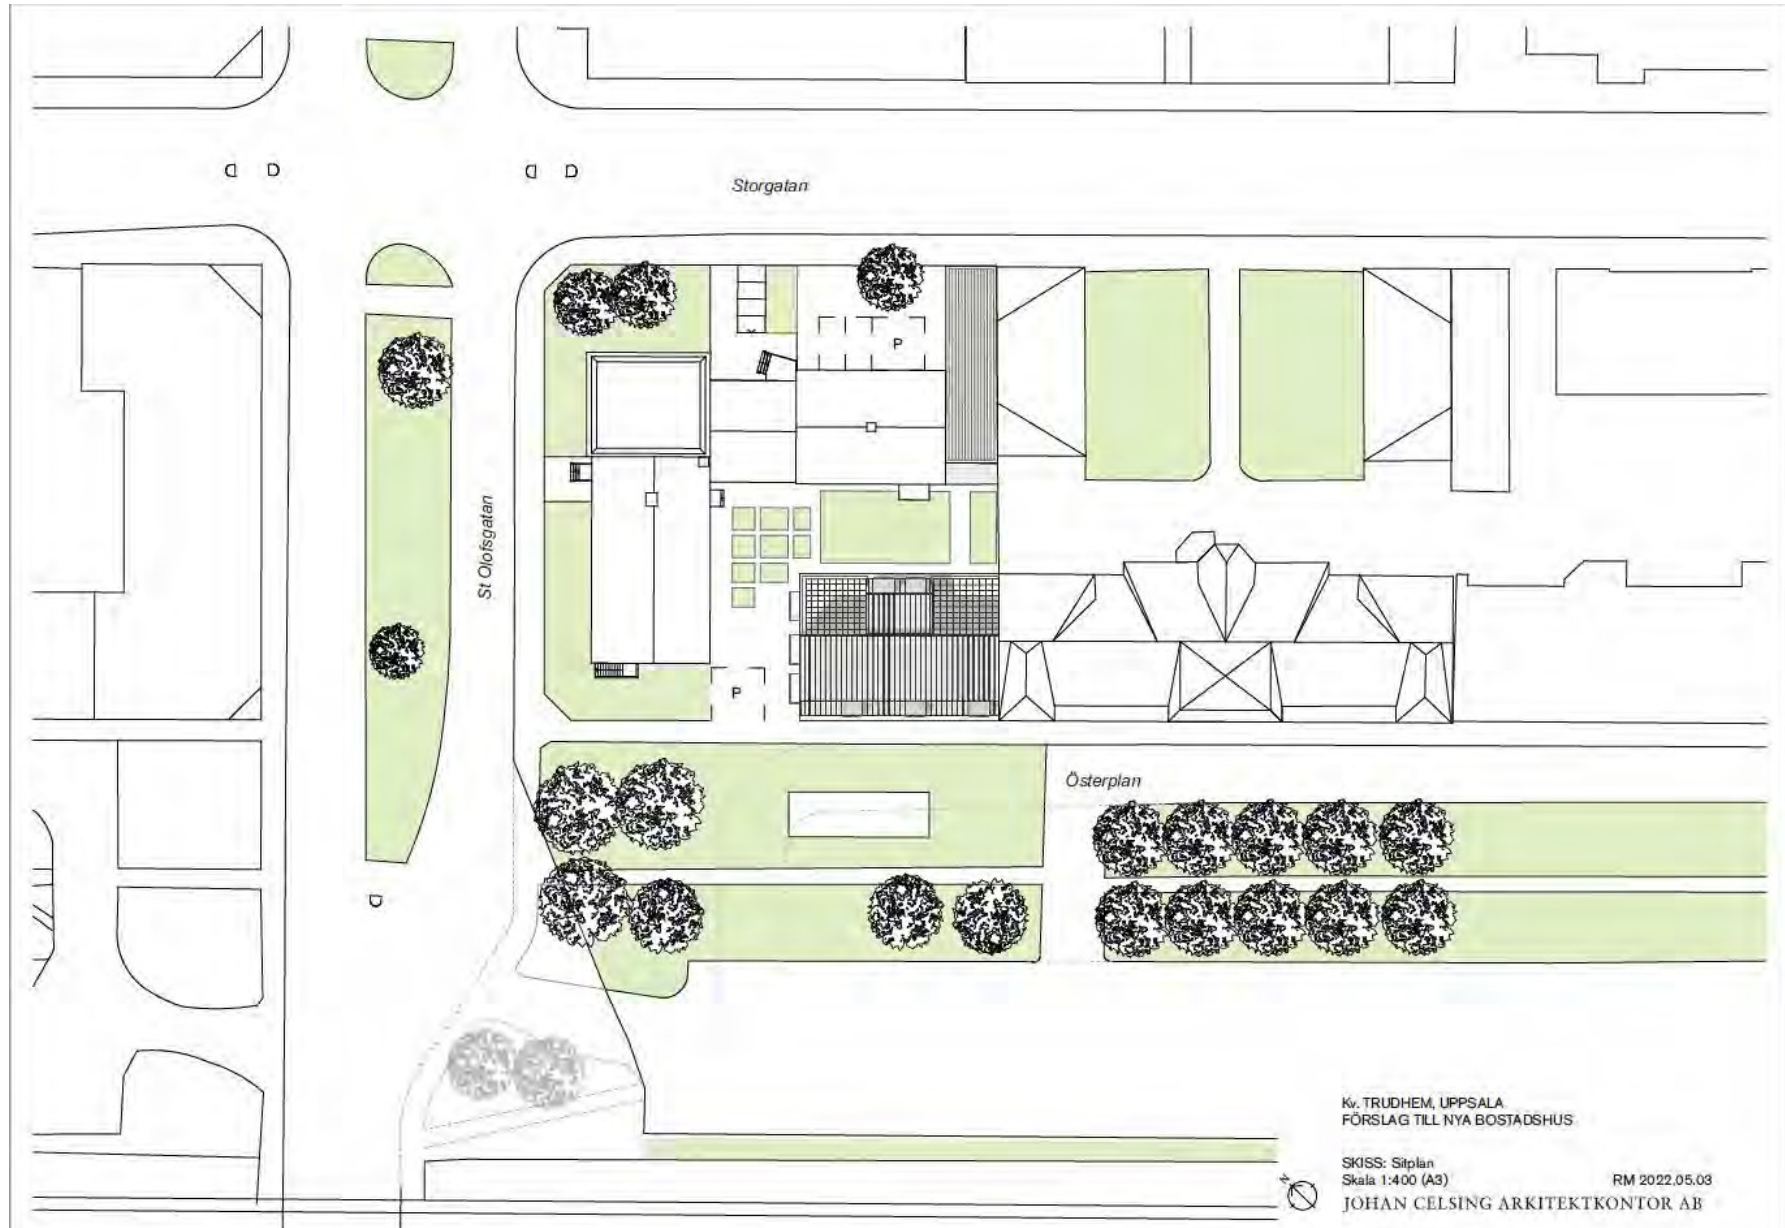 D D
D D
Storgatan
P
St Olofsgatan
P
Österplan
D
Kv. TRUDHEM, UPPSALA
FÖRSLAG TILL NYA BOSTADSHUS
SKISS: Sitplan
Skala 1:400 (A3)
RM 2022.05.03
N
JOHAN CELSING ARKITEKTKONTOR AB